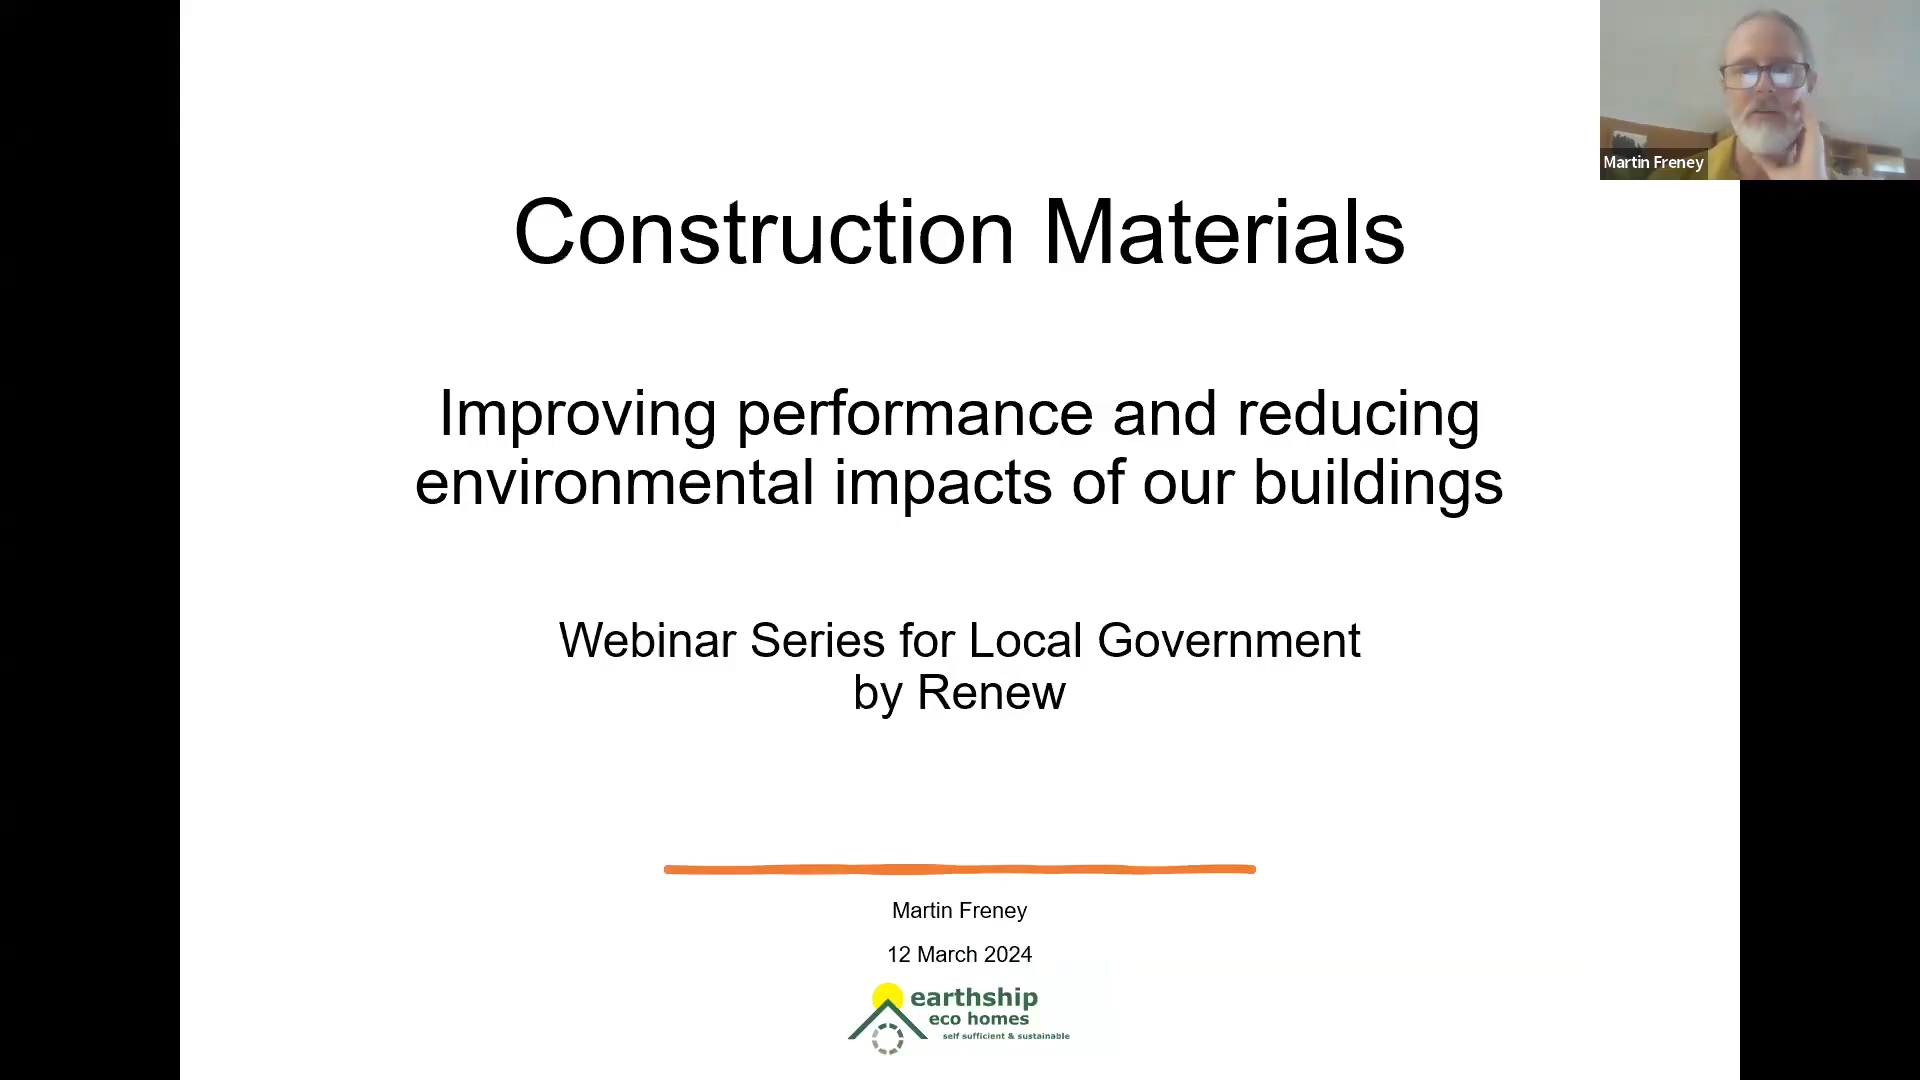 Martin Freney
Construction Materials
Improving performance and reducing
environmental impacts of our buildings
Webinar Series for Local Government
by Renew
Martin Freney
12 March 2024
earthship
eco homes
self sufficient & sustainable